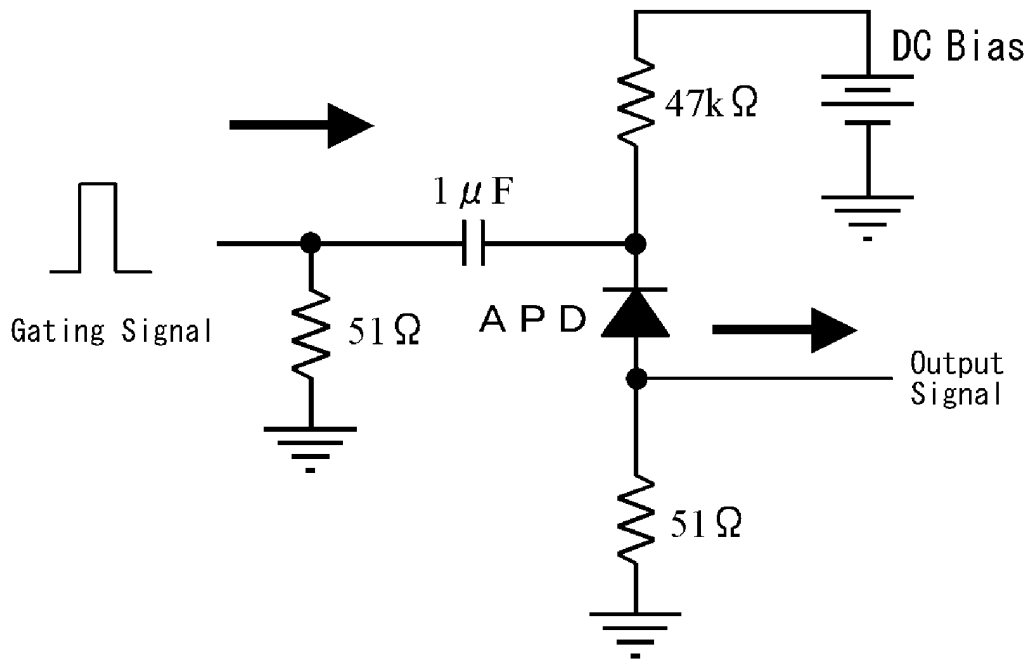 DC Bias
47kΩ
1μF
Gating Signal
51Ω
APD
Output
Signal
51Ω